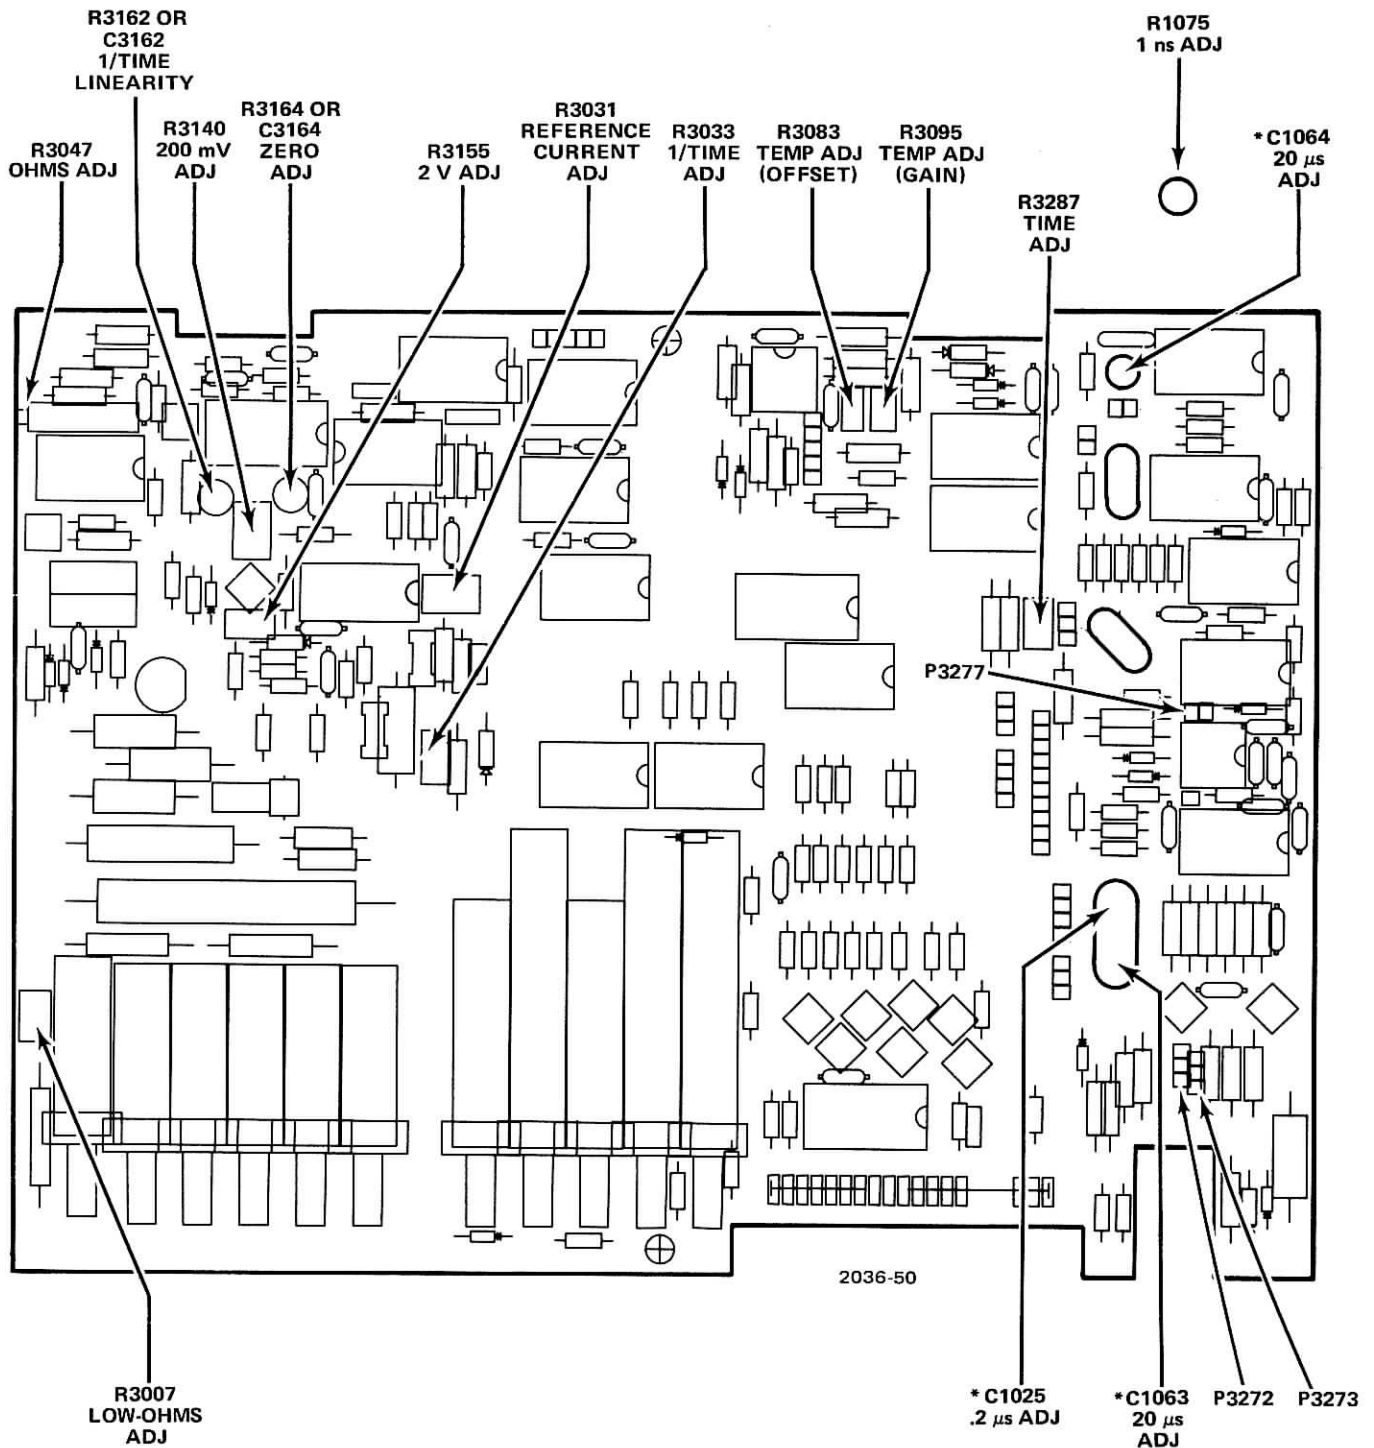 R3162 OR
C3162
1/TIME
LINEARITY
R1075
1 ns ADJ
R3047
OHMS ADJ
R3140
200 mV
ADJ
R3164 OR
C3164
ZERO
ADJ
R3155
2 V ADJ
R3031
REFERENCE
CURRENT
ADJ
R3033
1/TIME
ADJ
R3083
TEMP ADJ
(OFFSET)
R3095
TEMP ADJ
(GAIN)
*C1064
20 µs
ADJ
R3287
TIME
ADJ
P3277
2036-50
R3007
LOW-OHMS
ADJ
*C1025
.2 µs ADJ
*C1063
20 µs
ADJ
P3272
P3273